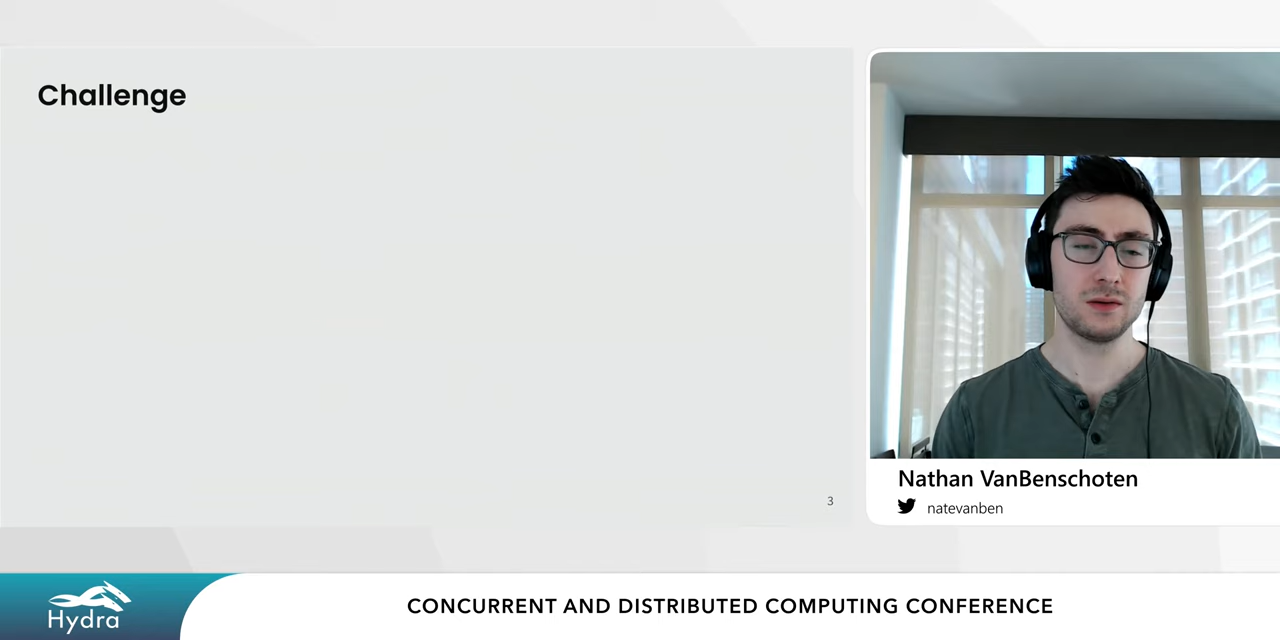 Challenge
3
Nathan VanBenschoten
natevanben
Hydra
CONCURRENT AND DISTRIBUTED COMPUTING CONFERENCE